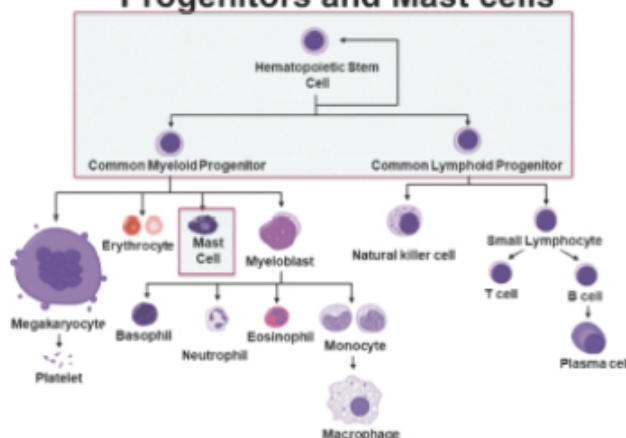 Progenitors and Mast cells
Hematopoietic Stem
Cell
Common Myeloid Progenitor
Common Lymphoid Progenitor
Erythrocyte
Mast
Cell
Myeloblast
Natural killer cell
Small Lymphocyte
T cell
B cell
Megakaryocyte
Basophil
Neutrophil
Eosinophil
Monocyte
Plasma cel
Platelet
Macrophage